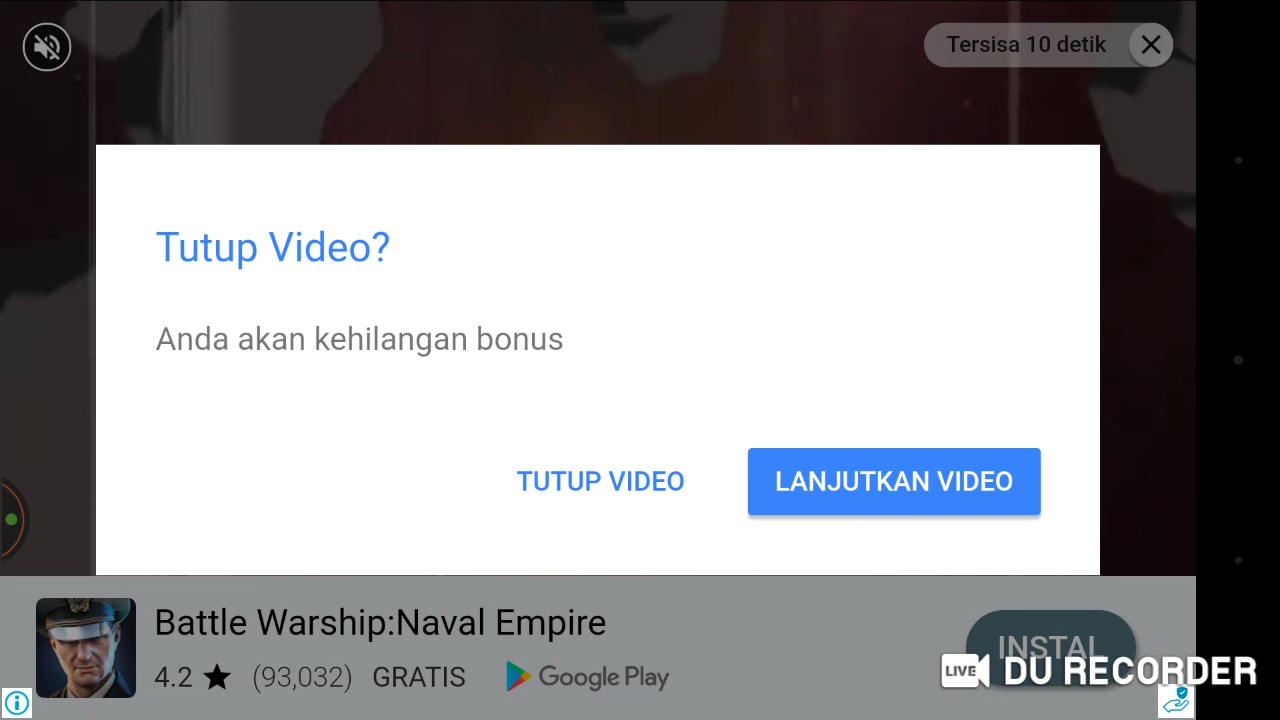 Tersisa 10 detik
Tutup Video?
Anda akan kehilangan bonus
TUTUP VIDEO
LANJUTKAN VIDEO
Battle Warship:Naval Empire
4.2 ★ (93,032) GRATIS Google Play
INSTAL
LIVE DU RECORDER